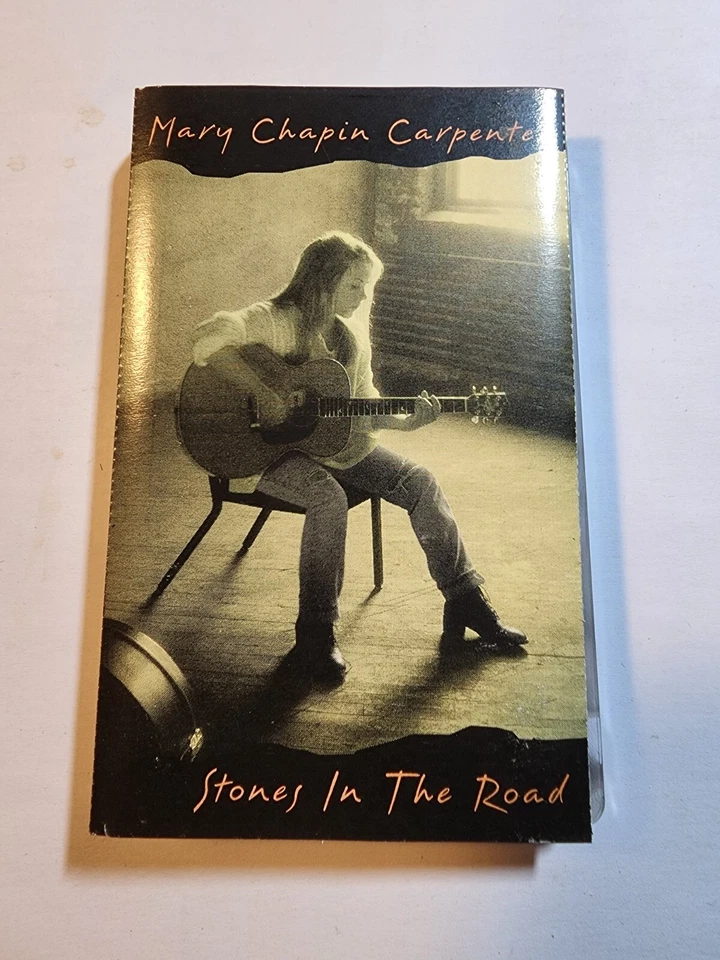 Mary Chapin Carpente
Stones In The Road